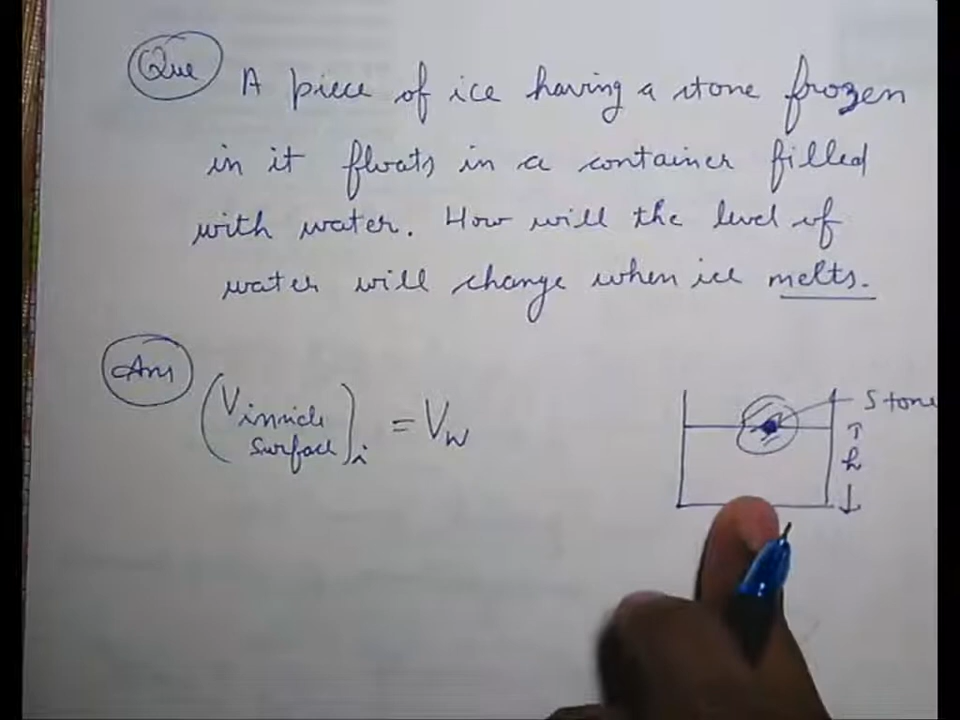 Que A piece of ice having a stone frozen
in it floats in a container filled
with water. How will the level of
water will change when ice melts.
Ans (V inside surface)i = Vw
Stone
h